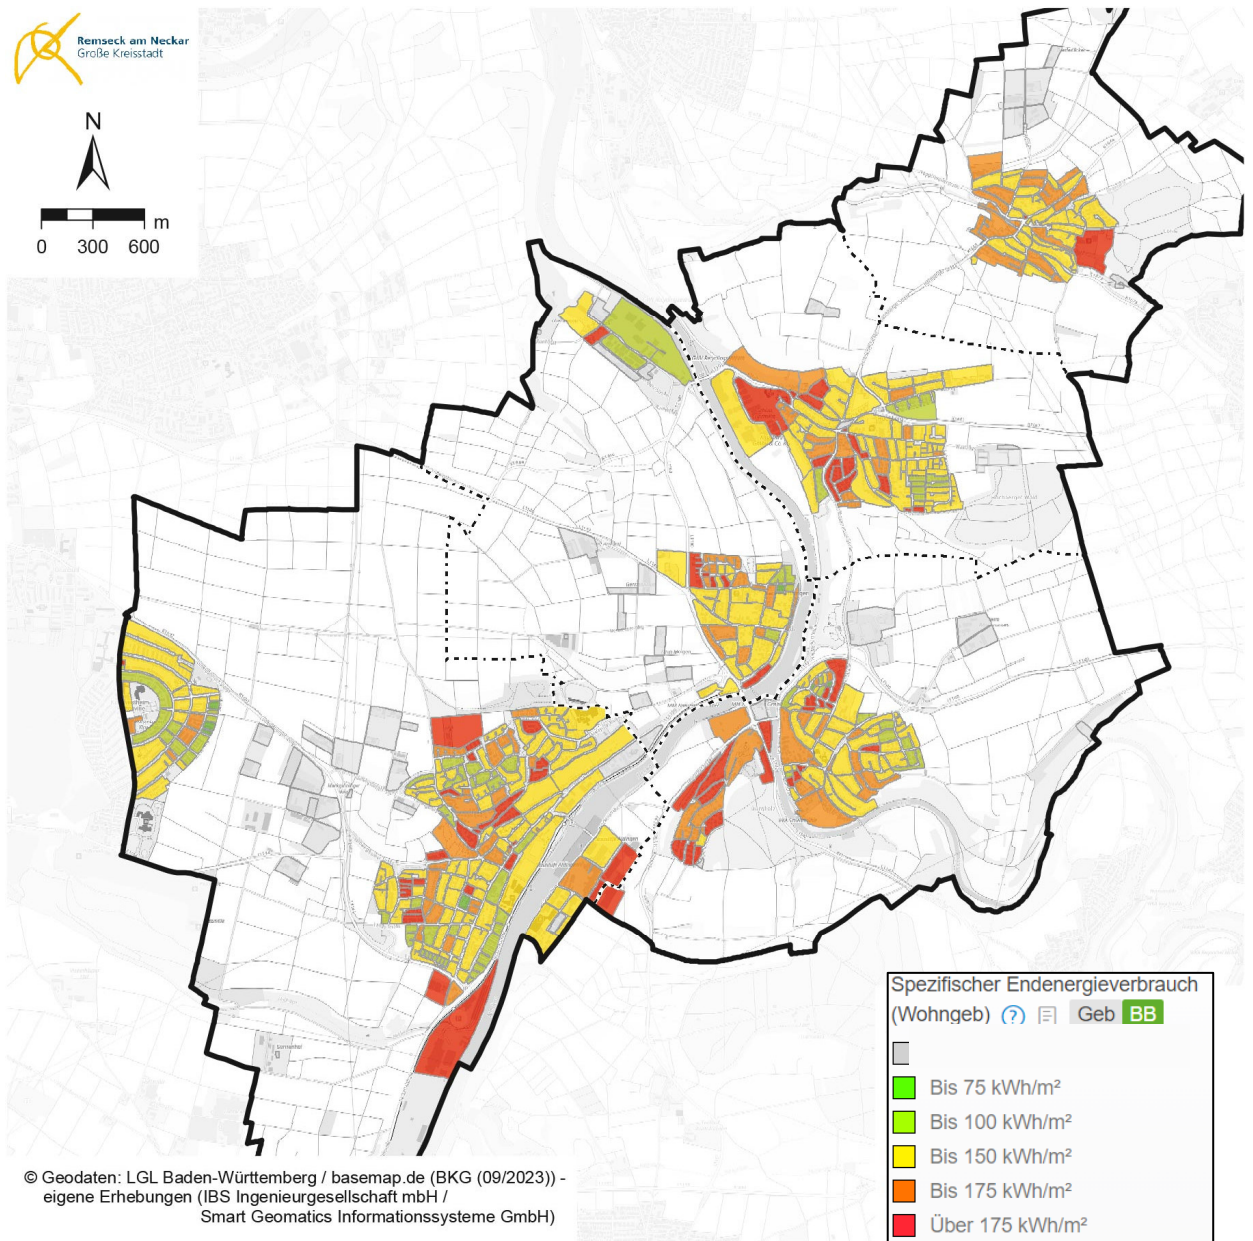 Remseck am Neckar
Große Kreisstadt
N
m
0 300 600
Spezifischer Endenergieverbrauch
(Wohngeb) ? Geb BB
Bis 75 kWh/m²
Bis 100 kWh/m²
Bis 150 kWh/m²
Bis 175 kWh/m²
Über 175 kWh/m²
© Geodaten: LGL Baden-Württemberg / basemap.de (BKG (09/2023)) -
eigene Erhebungen (IBS Ingenieurgesellschaft mbH /
Smart Geomatics Informationssysteme GmbH)